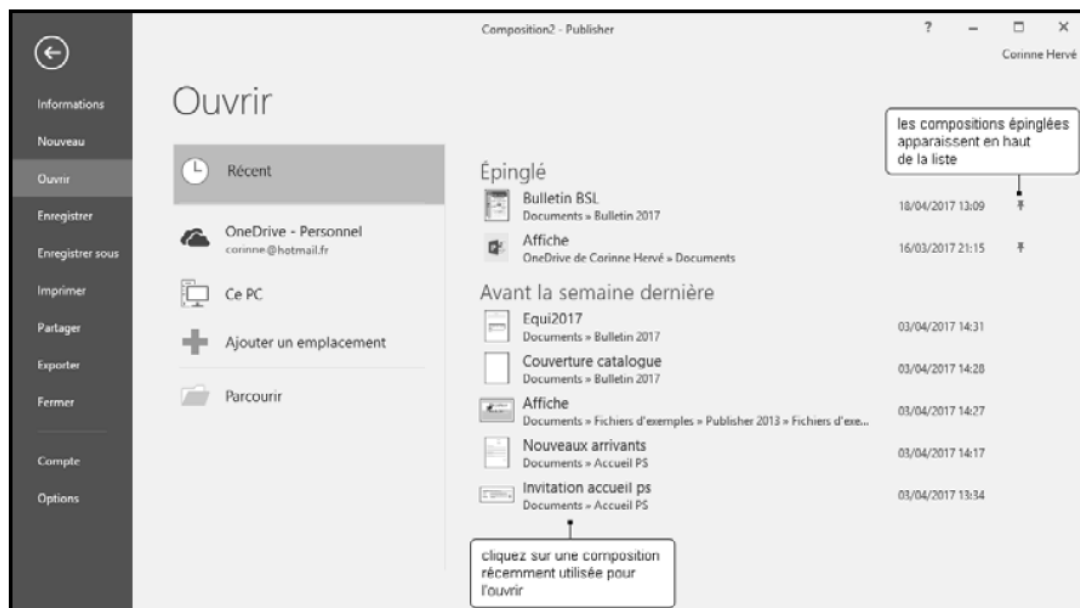 Composition2 - Publisher
?
Corinne Hervé
Informations
Nouveau
Ouvrir
Enregistrer
Enregistrer sous
Imprimer
Partager
Exporter
Fermer
Compte
Options
Ouvrir
Récent
OneDrive - Personnel
corinne@hotmail.fr
Ce PC
Ajouter un emplacement
Parcourir
les compositions épinglées
apparaissent en haut
de la liste
Épinglé
Bulletin BSL
Documents » Bulletin 2017
18/04/2017 13:09
Affiche
OneDrive de Corinne Hervé » Documents
16/03/2017 21:15
Avant la semaine dernière
Equi2017
Documents » Bulletin 2017
03/04/2017 14:31
Couverture catalogue
Documents » Bulletin 2017
03/04/2017 14:28
Affiche
Documents » Fichiers d'exemples » Publisher 2013 » Fichiers d'exe...
03/04/2017 14:27
Nouveaux arrivants
Documents » Accueil PS
03/04/2017 14:17
Invitation accueil ps
Documents » Accueil PS
03/04/2017 13:34
cliquez sur une composition
récemment utilisée pour
l'ouvrir